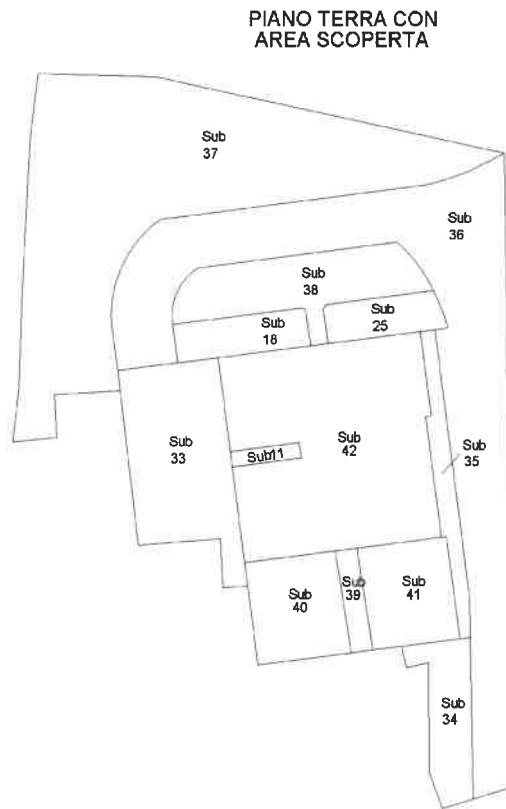 PIANO TERRA CON
AREA SCOPERTA
Sub
37
Sub
36
Sub
38
Sub
18
Sub
25
Sub
33
Sub11
Sub
42
Sub
35
Sub
40
Sub
39
Sub
41
Sub
34